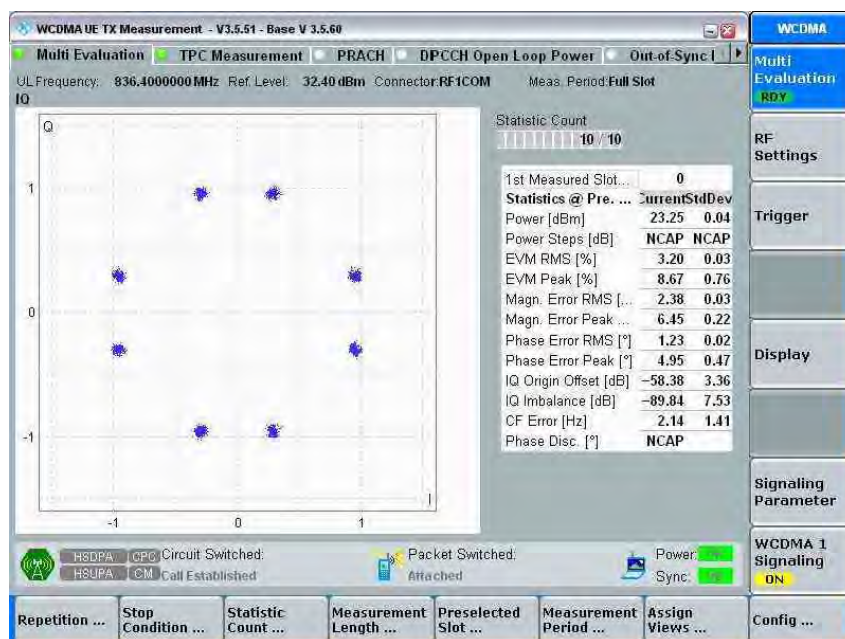 WCDMA UE TX Measurement - V3.5.51 - Base V 3.5.60
WCDMA
Multi Evaluation TPC Measurement PRACH DPCCH Open Loop Power Out-of-Sync
UL Frequency: 836.4000000 MHz Ref. Level: 32.40 dBm Connector: RF1COM Meas. Period: Full Slot
IQ
Q
1
0
-1
-1 0 1
I
Statistic Count
10 / 10
1st Measured Slot... 0
Statistics @ Pre. ... Current StdDev
Power [dBm] 23.25 0.04
Power Steps [dB] NCAP NCAP
EVM RMS [%] 3.20 0.03
EVM Peak [%] 8.67 0.76
Magn. Error RMS [... 2.38 0.03
Magn. Error Peak ... 6.45 0.22
Phase Error RMS [°] 1.23 0.02
Phase Error Peak [°] 4.95 0.47
IQ Origin Offset [dB] −58.38 3.36
IQ Imbalance [dB] −89.84 7.53
CF Error [Hz] 2.14 1.41
Phase Disc. [°] NCAP
Multi
Evaluation
RDY
RF
Settings
Trigger
Display
Signaling
Parameter
WCDMA 1
Signaling
ON
HSDPA CPC Circuit Switched: Packet Switched: Power:
HSUPA CM Call Established Attached Sync:
Repetition ...
Stop
Condition ...
Statistic
Count ...
Measurement
Length ...
Preselected
Slot ...
Measurement
Period ...
Assign
Views ...
Config ...